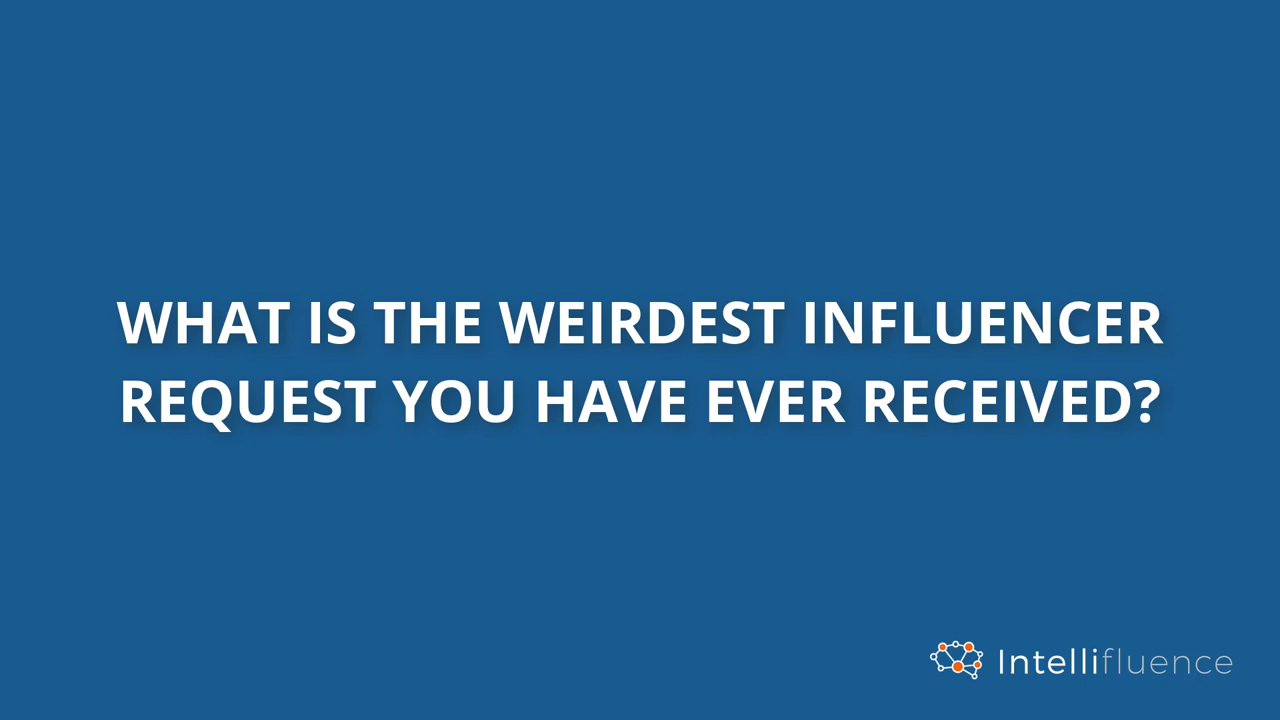 WHAT IS THE WEIRDEST INFLUENCER
REQUEST YOU HAVE EVER RECEIVED?
Intellifluence